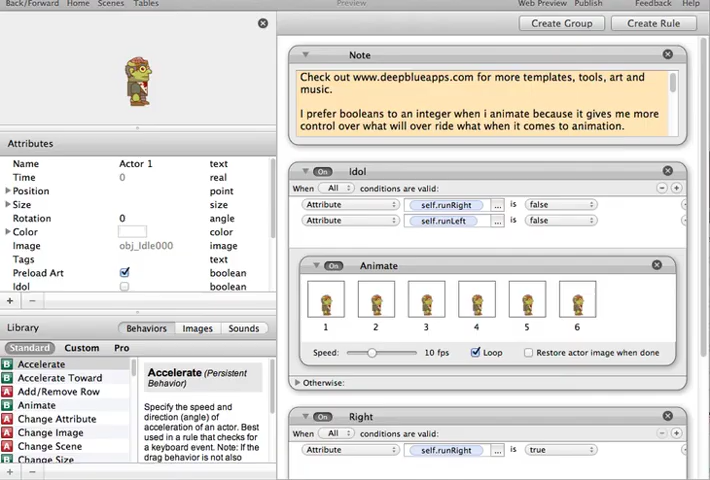 Back/Forward Home Scenes Tables Preview Web Preview Publish Feedback Help
Create Group Create Rule
Note
Check out www.deepblueapps.com for more templates, tools, art and
music.
I prefer booleans to an integer when i animate because it gives me more
control over what will over ride what when it comes to animation.
Attributes
Name Actor 1 text
Time 0 real
Position point
Size size
Rotation 0 angle
Color color
Image obj_Idle000 image
Tags text
Preload Art boolean
Idol boolean
On Idol
When All conditions are valid:
Attribute self.runRight ... is false
Attribute self.runLeft ... is false
On Animate
1 2 3 4 5 6
Speed: 10 fps Loop Restore actor image when done
Otherwise:
Library Behaviors Images Sounds
Standard Custom Pro
B Accelerate
B Accelerate Toward
A Add/Remove Row
B Animate
A Change Attribute
A Change Image
A Change Scene
A Change Size
Accelerate (Persistent
Behavior)
Specify the speed and
direction (angle) of
acceleration of an actor. Best
used in a rule that checks for
a keyboard event. Note: If the
drag behavior is not also
On Right
When All conditions are valid:
Attribute self.runRight ... is true